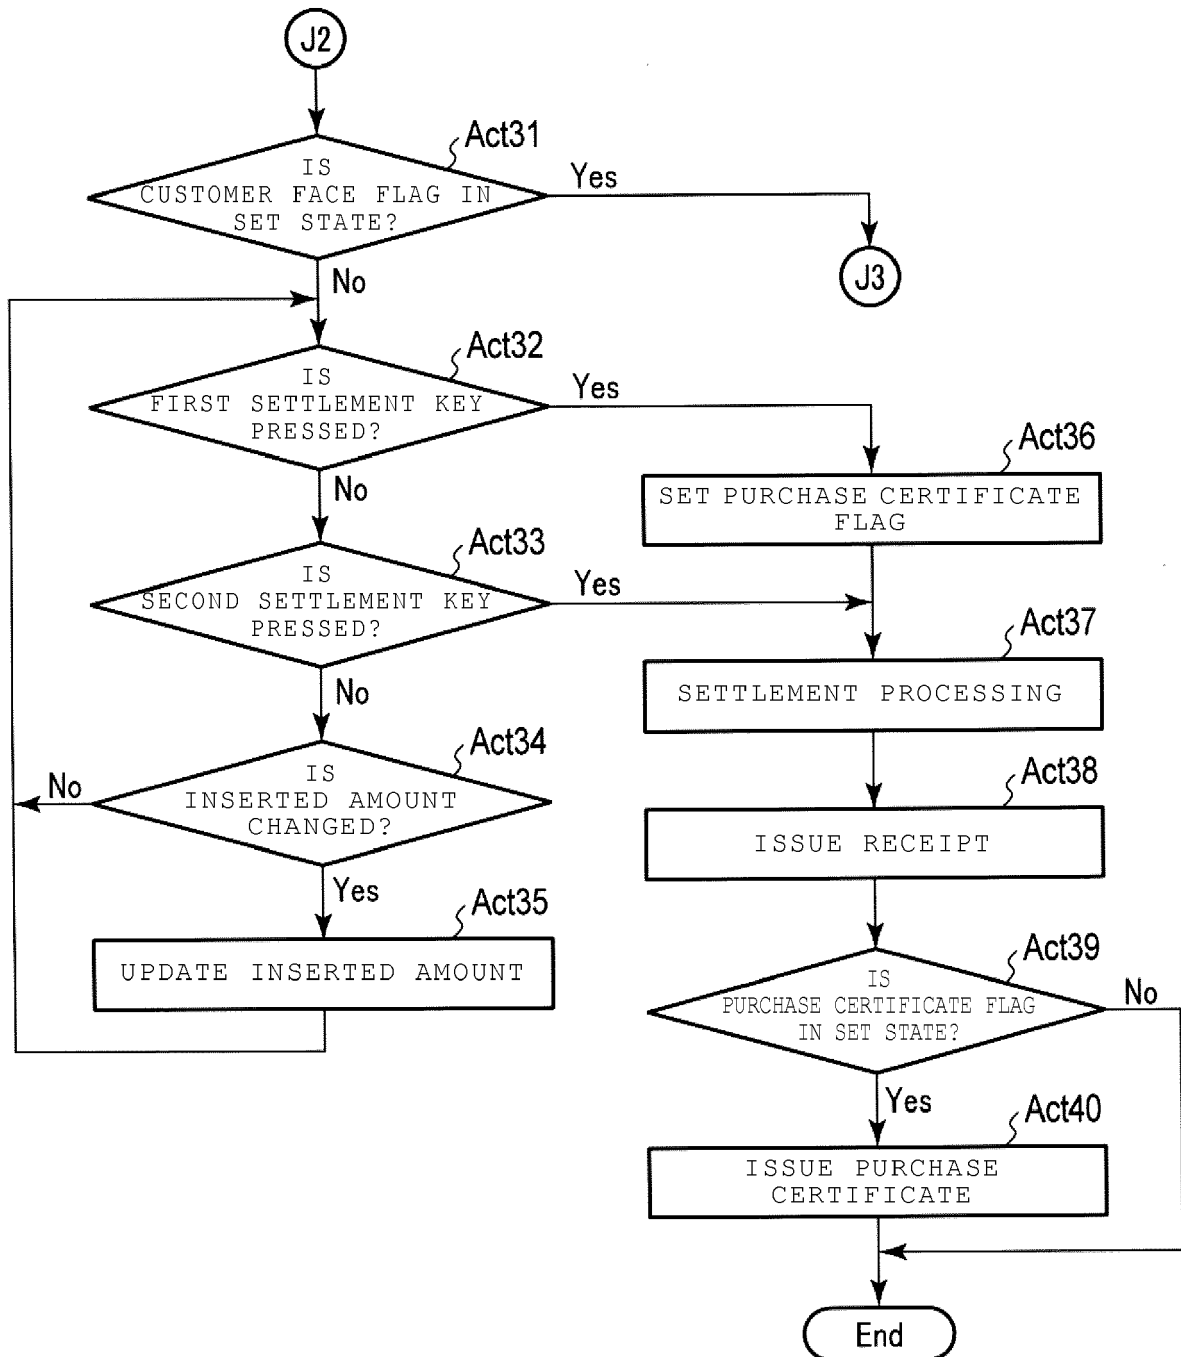 J2
Act31
IS
CUSTOMER FACE FLAG IN
SET STATE?
Yes
No
J3
Act32
IS
FIRST SETTLEMENT KEY
PRESSED?
Yes
No
Act36
SET PURCHASE CERTIFICATE
FLAG
Act33
IS
SECOND SETTLEMENT KEY
PRESSED?
Yes
No
Act37
SETTLEMENT PROCESSING
Act34
IS
INSERTED AMOUNT
CHANGED?
No
Yes
Act38
ISSUE RECEIPT
Act35
UPDATE INSERTED AMOUNT
Act39
IS
PURCHASE CERTIFICATE FLAG
IN SET STATE?
No
Yes
Act40
ISSUE PURCHASE
CERTIFICATE
End